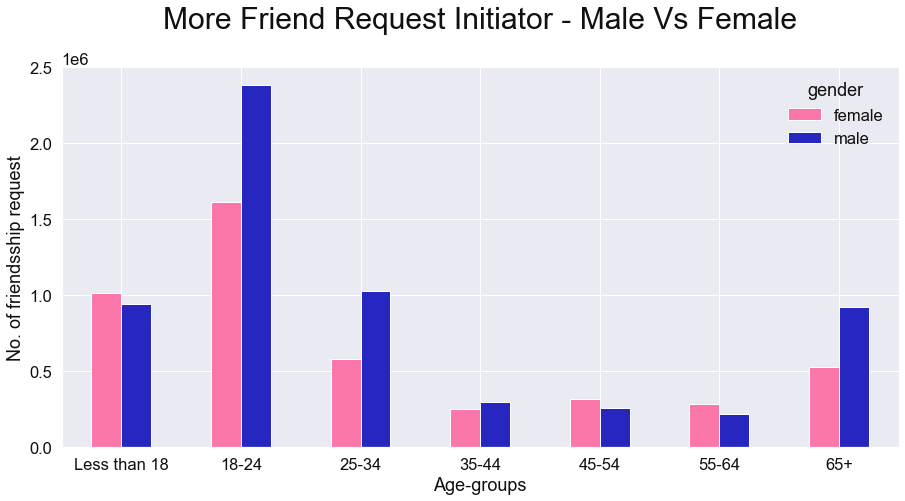 More Friend Request Initiator - Male Vs Female
1e6
2.5
2.0
1.5
1.0
0.5
0.0
No. of friendsship request
gender
female
male
Less than 18 18-24 25-34 35-44 45-54 55-64 65+
Age-groups